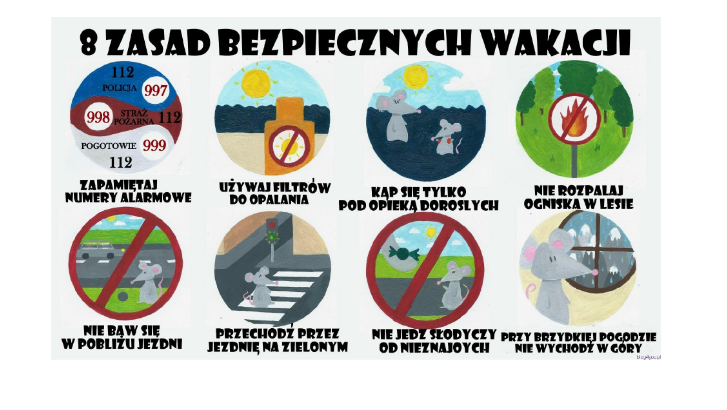 8 ZASAD BEZPIECZNYCH WAKACJI
112
POLICJA 997
998 STRAŻ POŻARNA 112
POGOTOWIE 999
112
ZAPAMIĘTAJ
NUMERY ALARMOWE
UŻYWAJ FILTRÓW
DO OPALANIA
KĄP SIĘ TYLKO
POD OPIEKĄ DOROSŁYCH
NIE ROZPALAJ
OGNISKA W LESIE
NIE BAW SIĘ
W POBLIŻU JEZDNI
PRZECHODŹ PRZEZ
JEZDNIĘ NA ZIELONYM
NIE JEDZ SŁODYCZY
OD NIEZNAJOYCH
PRZY BRZYDKIEJ POGODZIE
NIE WYCHODŹ W GÓRY